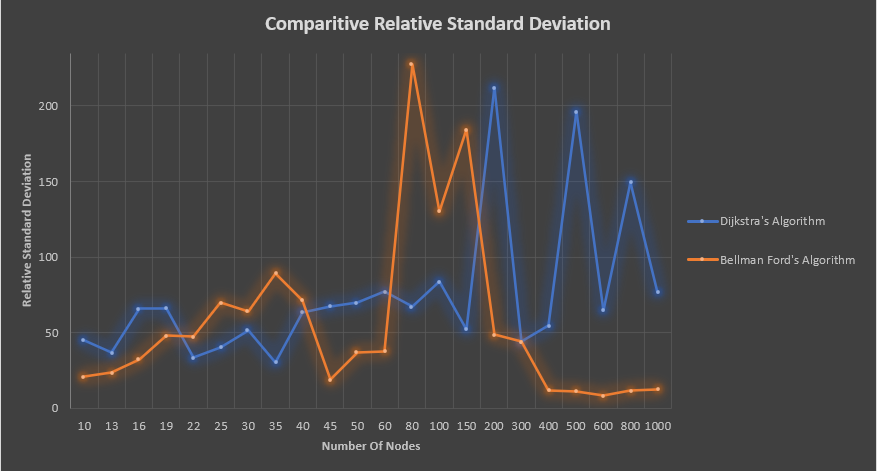 Comparitive Relative Standard Deviation
200
150
100
50
0
Relative Standard Deviation
10 13 16 19 22 25 30 35 40 45 50 60 80 100 150 200 300 400 500 600 800 1000
Number Of Nodes
Dijkstra's Algorithm
Bellman Ford's Algorithm